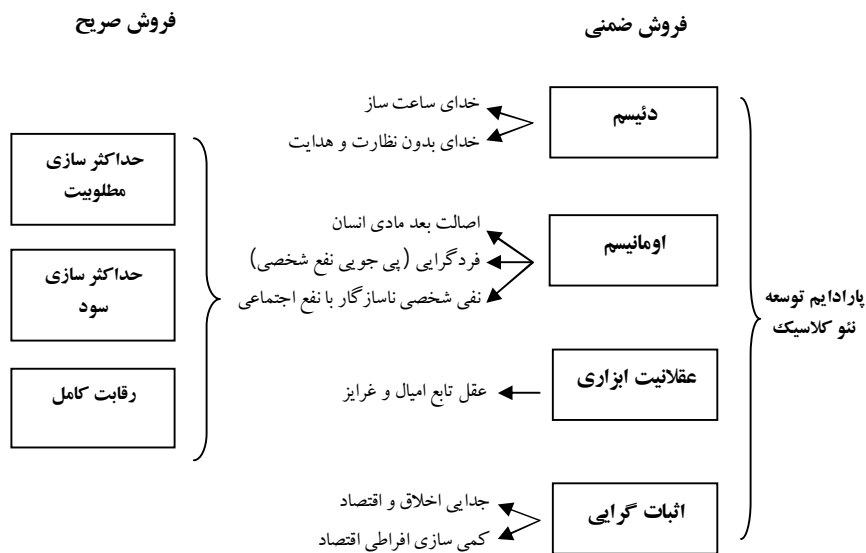 فروش ضمنی
فروش صریح
پارادایم توسعه
نئو کلاسیک
دئیسم
خدای ساعت ساز
خدای بدون نظارت و هدایت
اومانیسم
اصالت بعد مادی انسان
فردگرایی (پی جویی نفع شخصی)
نفی شخصی ناسازگار با نفع اجتماعی
عقلانیت ابزاری
عقل تابع امیال و غرایز
اثبات گرایی
جدایی اخلاق و اقتصاد
کمی سازی افراطی اقتصاد
حداکثر سازی
مطلوبیت
حداکثر سازی
سود
رقابت کامل